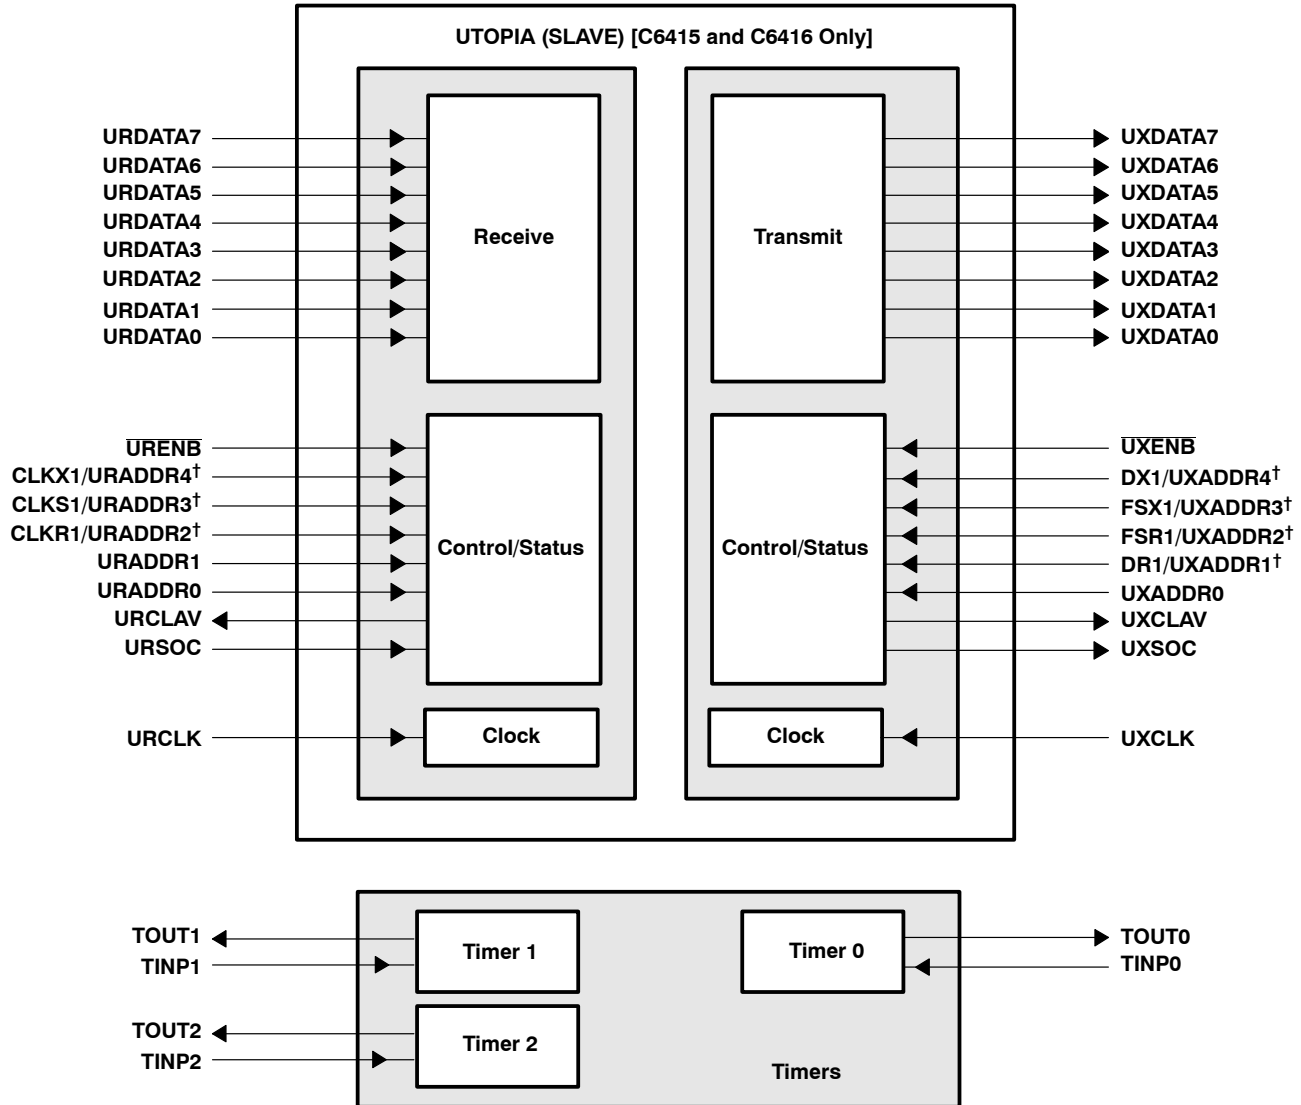 UTOPIA (SLAVE) [C6415 and C6416 Only]
URDATA7
URDATA6
URDATA5
URDATA4
URDATA3
URDATA2
URDATA1
URDATA0
Receive
Transmit
UXDATA7
UXDATA6
UXDATA5
UXDATA4
UXDATA3
UXDATA2
UXDATA1
UXDATA0
URENB
CLKX1/URADDR4†
CLKS1/URADDR3†
CLKR1/URADDR2†
URADDR1
URADDR0
URCLAV
URSOC
Control/Status
Control/Status
UXENB
DX1/UXADDR4†
FSX1/UXADDR3†
FSR1/UXADDR2†
DR1/UXADDR1†
UXADDR0
UXCLAV
UXSOC
URCLK
Clock
Clock
UXCLK
TOUT1
TINP1
Timer 1
Timer 0
TOUT0
TINP0
TOUT2
TINP2
Timer 2
Timers